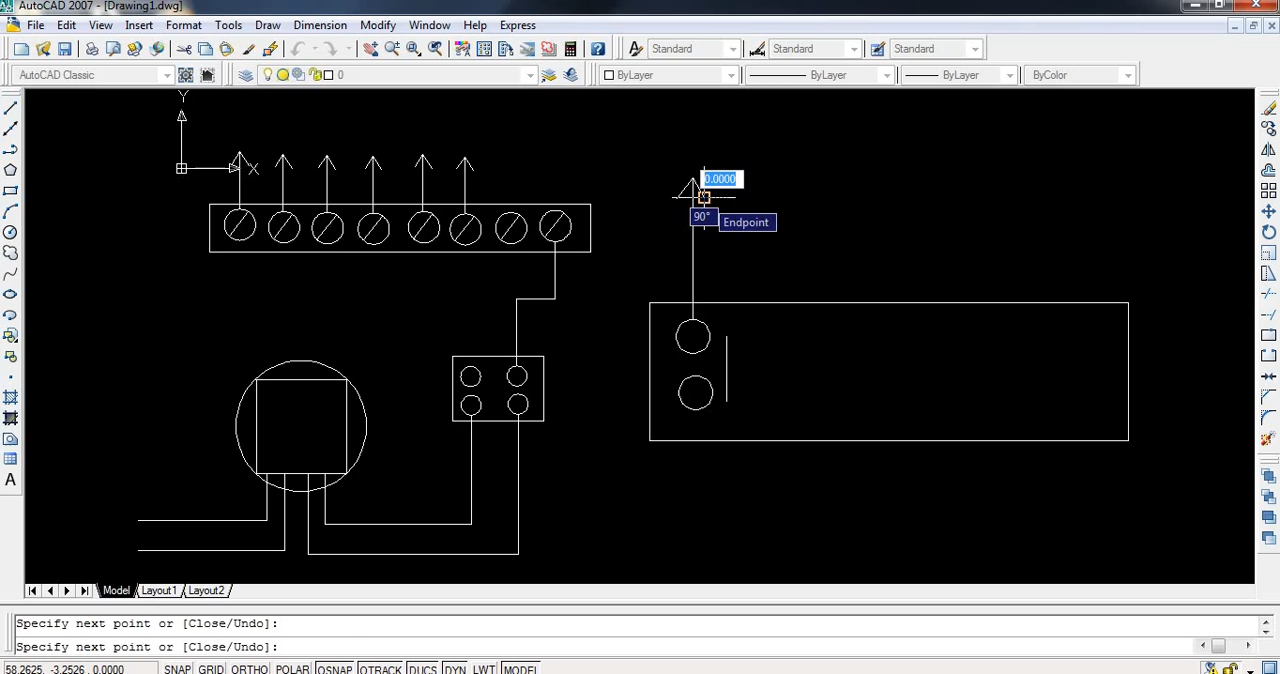 AutoCAD 2007 - [Drawing1.dwg]
File Edit View Insert Format Tools Draw Dimension Modify Window Help Express
Standard Standard Standard
AutoCAD Classic 0 ByLayer ByLayer ByLayer ByColor
Y
X
0.0000
90° Endpoint
A
Model Layout1 Layout2
Specify next point or [Close/Undo]:
Specify next point or [Close/Undo]:
58.2625, -3.2526, 0.0000 SNAP GRID ORTHO POLAR OSNAP OTRACK DUCS DYN LWT MODEL